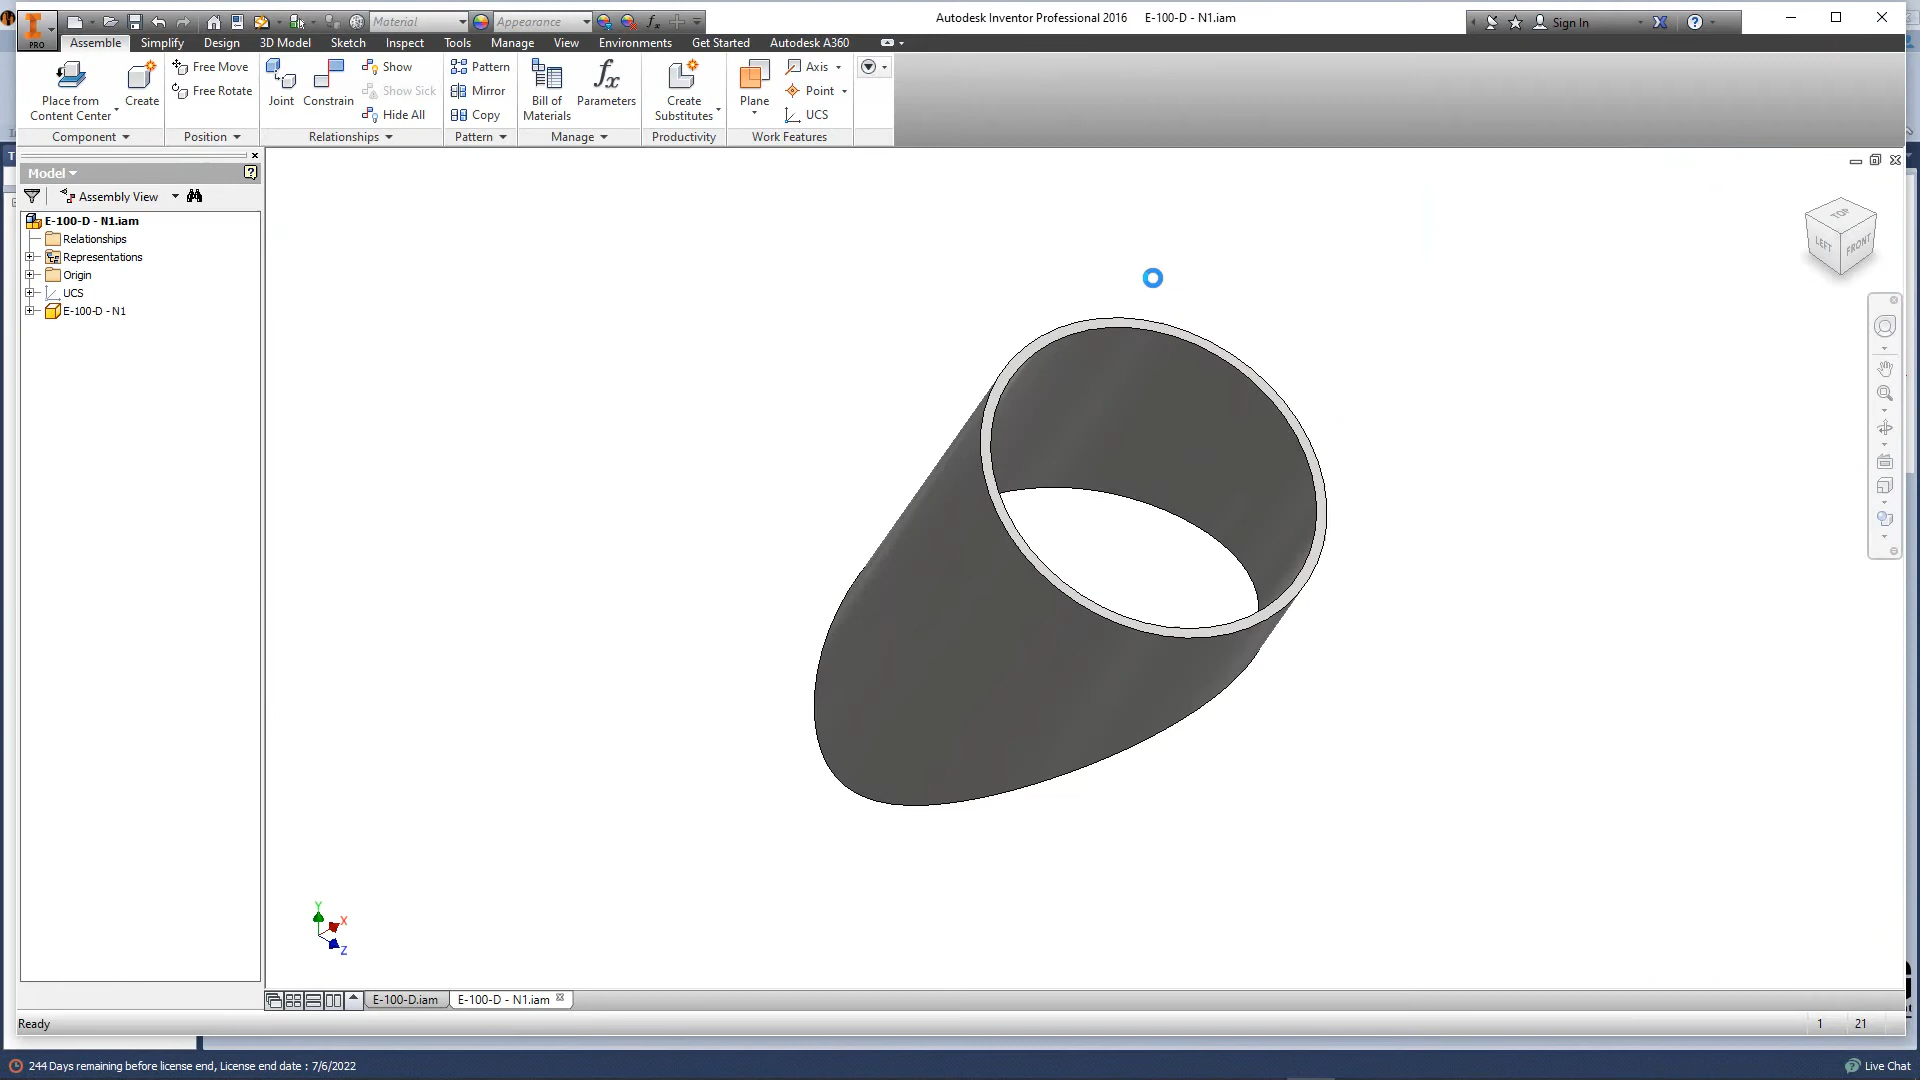 Material
Appearance
Autodesk Inventor Professional 2016 E-100-D - N1.iam
Sign In
PRO
Assemble Simplify Design 3D Model Sketch Inspect Tools Manage View Environments Get Started Autodesk A360
Place from
Content Center
Create
Free Move
Free Rotate
Joint
Constrain
Show
Show Sick
Hide All
Pattern
Mirror
Copy
Bill of
Materials
Parameters
Create
Substitutes
Plane
Axis
Point
UCS
Component Position Relationships Pattern Manage Productivity Work Features
Model
Assembly View
E-100-D - N1.iam
Relationships
Representations
Origin
UCS
E-100-D - N1
TOP
LEFT
FRONT
Y
X
Z
E-100-D.iam
E-100-D - N1.iam
Ready
1 21
244 Days remaining before license end, License end date : 7/6/2022
Live Chat